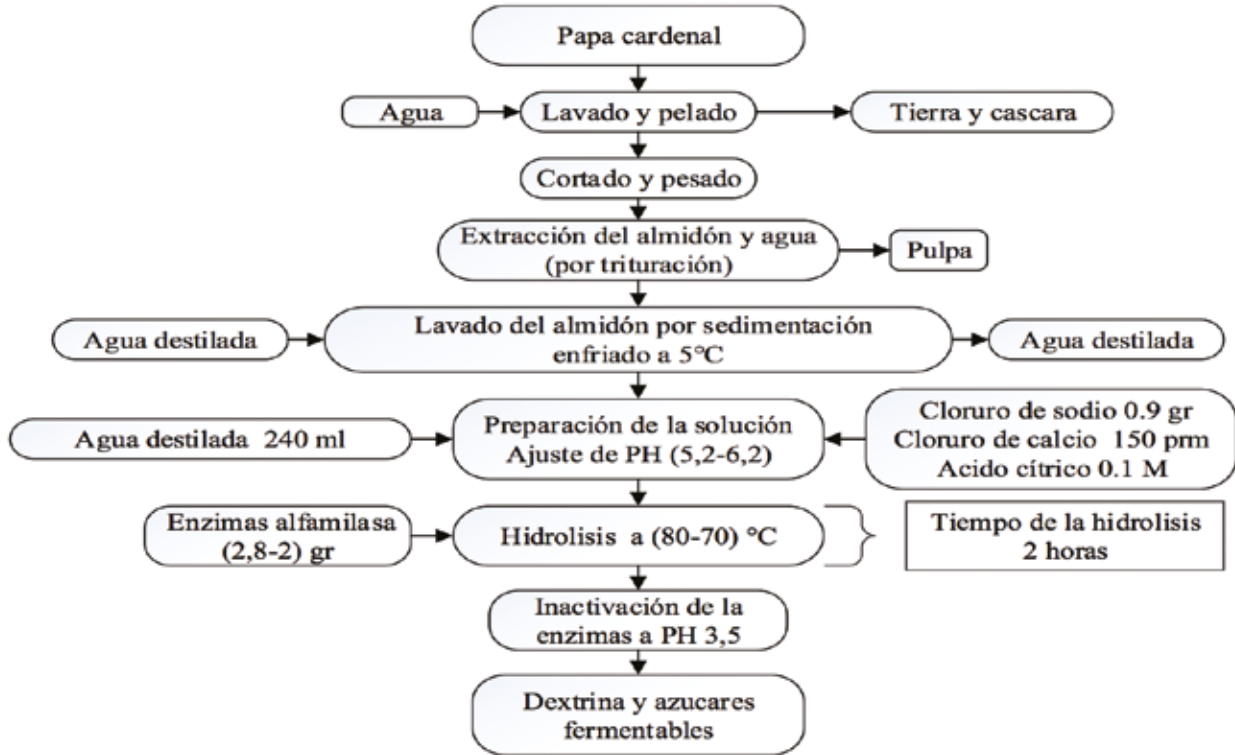 Papa cardenal
Agua
Lavado y pelado
Tierra y cascara
Cortado y pesado
Extracción del almidón y agua
(por trituración)
Pulpa
Agua destilada
Lavado del almidón por sedimentación
enfriado a 5°C
Agua destilada
Agua destilada 240 ml
Preparación de la solución
Ajuste de PH (5,2-6,2)
Cloruro de sodio 0.9 gr
Cloruro de calcio 150 prm
Acido cítrico 0.1 M
Enzimas alfamilasa
(2,8-2) gr
Hidrolisis a (80-70) °C
Tiempo de la hidrolisis
2 horas
Inactivación de la
enzimas a PH 3,5
Dextrina y azucares
fermentables